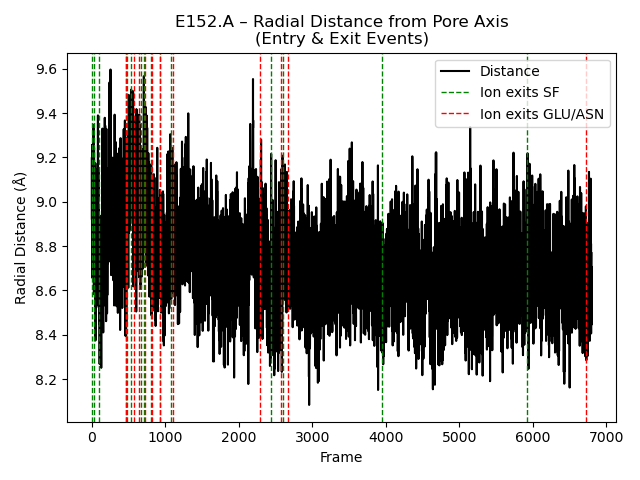 E152.A – Radial Distance from Pore Axis
(Entry & Exit Events)
Distance
Ion exits SF
Ion exits GLU/ASN
Radial Distance (Å)
9.6
9.4
9.2
9.0
8.8
8.6
8.4
8.2
0 1000 2000 3000 4000 5000 6000 7000
Frame